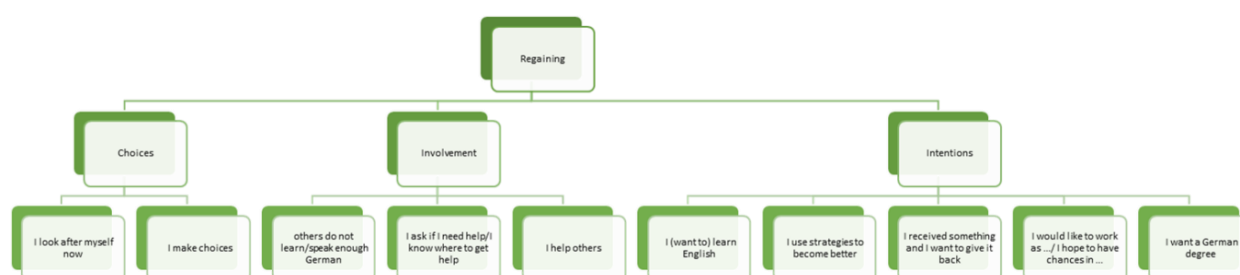 Regaining
Choices
Involvement
Intentions
I look after myself
now
I make choices
others do not
learn/speak enough
German
I ask if I need help/I
know where to get
help
I help others
I (want to) learn
English
I use strategies to
become better
I received something
and I want to give it
back
I would like to work
as .../ I hope to have
chances in ...
I want a German
degree